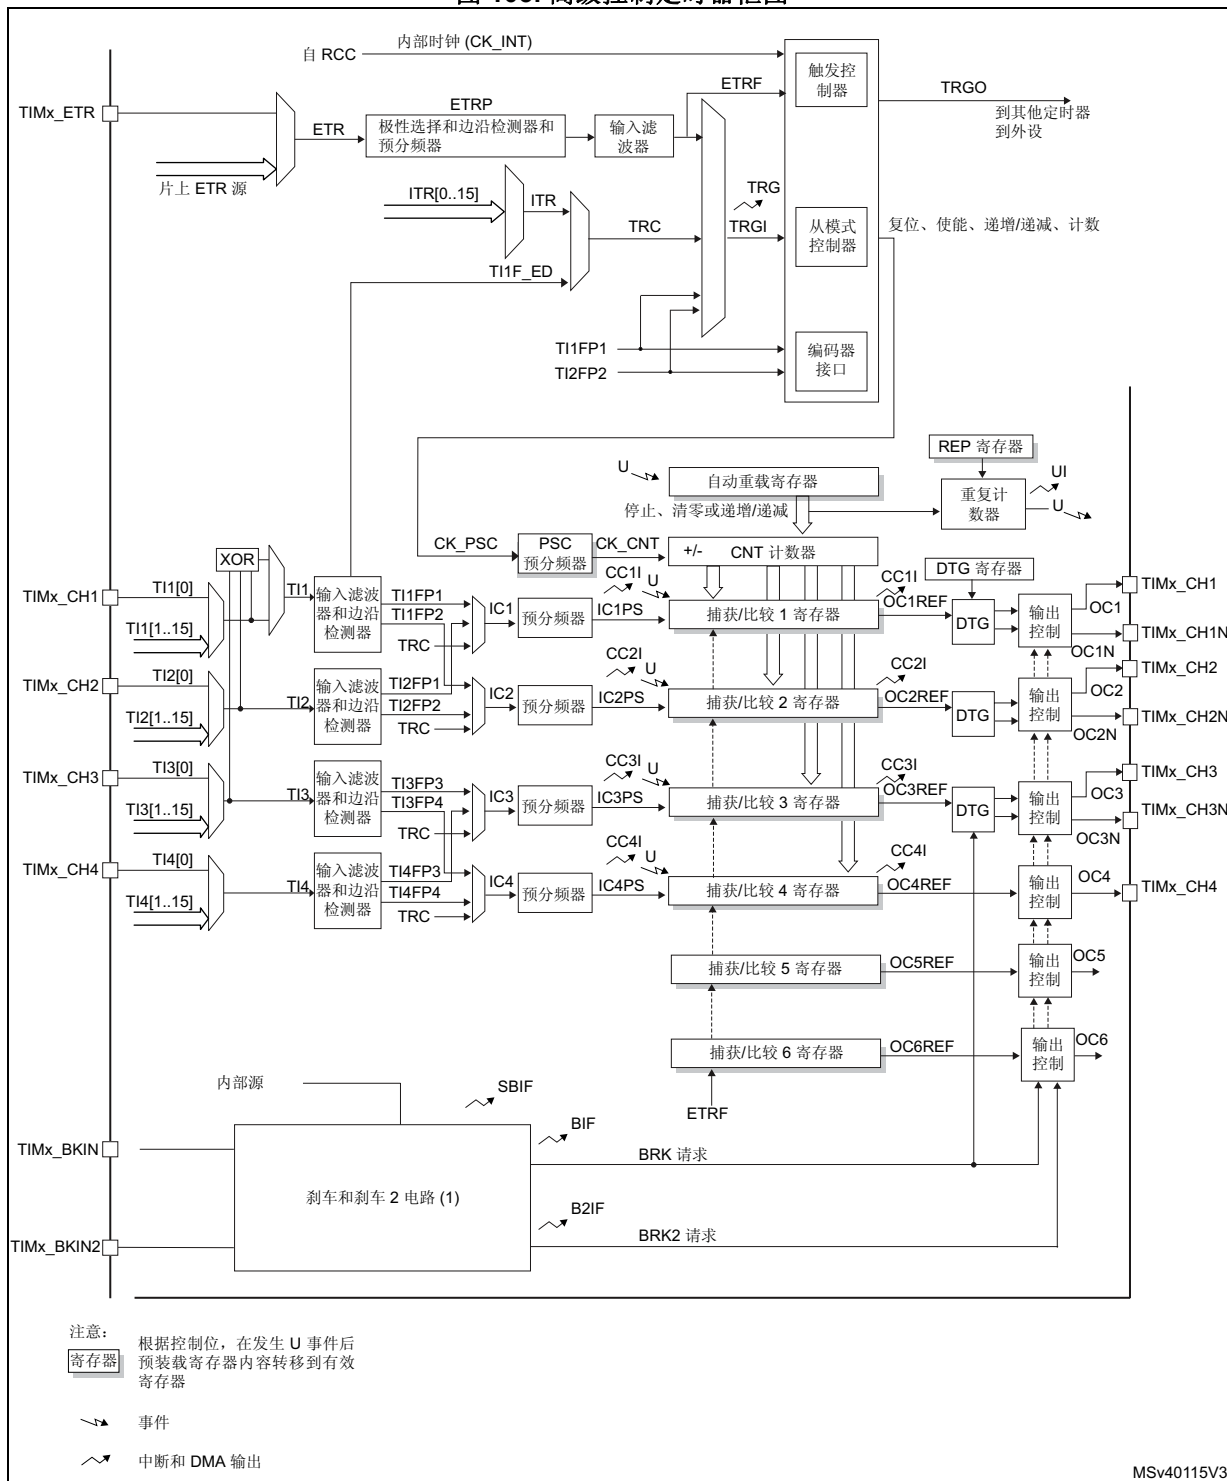 内部时钟 (CK_INT)
自 RCC
触发控
制器
ETRF
TRGO
TIMx_ETR
ETRP
到其他定时器
到外设
ETR
极性选择和边沿检测器和
预分频器
输入滤
波器
片上 ETR 源
ITR[0..15]
ITR
TRG
TRC
TRGI
从模式
控制器
复位、使能、递增/递减、计数
TI1F_ED
TI1FP1
TI2FP2
编码器
接口
REP 寄存器
U
自动重载寄存器
UI
重复计
数器
U
停止、清零或递增/递减
CK_PSC
PSC
预分频器
CK_CNT
+/-
CNT 计数器
XOR
DTG 寄存器
TIMx_CH1
TI1[0]
TI1[1..15]
TI1
输入滤波
器和边沿
检测器
TI1FP1
TI1FP2
TRC
IC1
预分频器
IC1PS
CC1I
U
捕获/比较 1 寄存器
CC1I
OC1REF
DTG
输出
控制
OC1
OC1N
TIMx_CH1
TIMx_CH1N
TIMx_CH2
TI2[0]
TI2[1..15]
TI2
输入滤波
器和边沿
检测器
TI2FP1
TI2FP2
TRC
IC2
预分频器
IC2PS
CC2I
U
捕获/比较 2 寄存器
CC2I
OC2REF
DTG
输出
控制
OC2
OC2N
TIMx_CH2
TIMx_CH2N
TIMx_CH3
TI3[0]
TI3[1..15]
TI3
输入滤波
器和边沿
检测器
TI3FP3
TI3FP4
TRC
IC3
预分频器
IC3PS
CC3I
U
捕获/比较 3 寄存器
CC3I
OC3REF
DTG
输出
控制
OC3
OC3N
TIMx_CH3
TIMx_CH3N
TIMx_CH4
TI4[0]
TI4[1..15]
TI4
输入滤波
器和边沿
检测器
TI4FP3
TI4FP4
TRC
IC4
预分频器
IC4PS
CC4I
U
捕获/比较 4 寄存器
CC4I
OC4REF
输出
控制
OC4
TIMx_CH4
捕获/比较 5 寄存器
OC5REF
输出
控制
OC5
捕获/比较 6 寄存器
OC6REF
输出
控制
OC6
ETRF
内部源
SBIF
TIMx_BKIN
BIF
BRK 请求
刹车和刹车 2 电路 (1)
B2IF
TIMx_BKIN2
BRK2 请求
注意：
寄存器
根据控制位，在发生 U 事件后
预装载寄存器内容转移到有效
寄存器
事件
中断和 DMA 输出
MSv40115V3